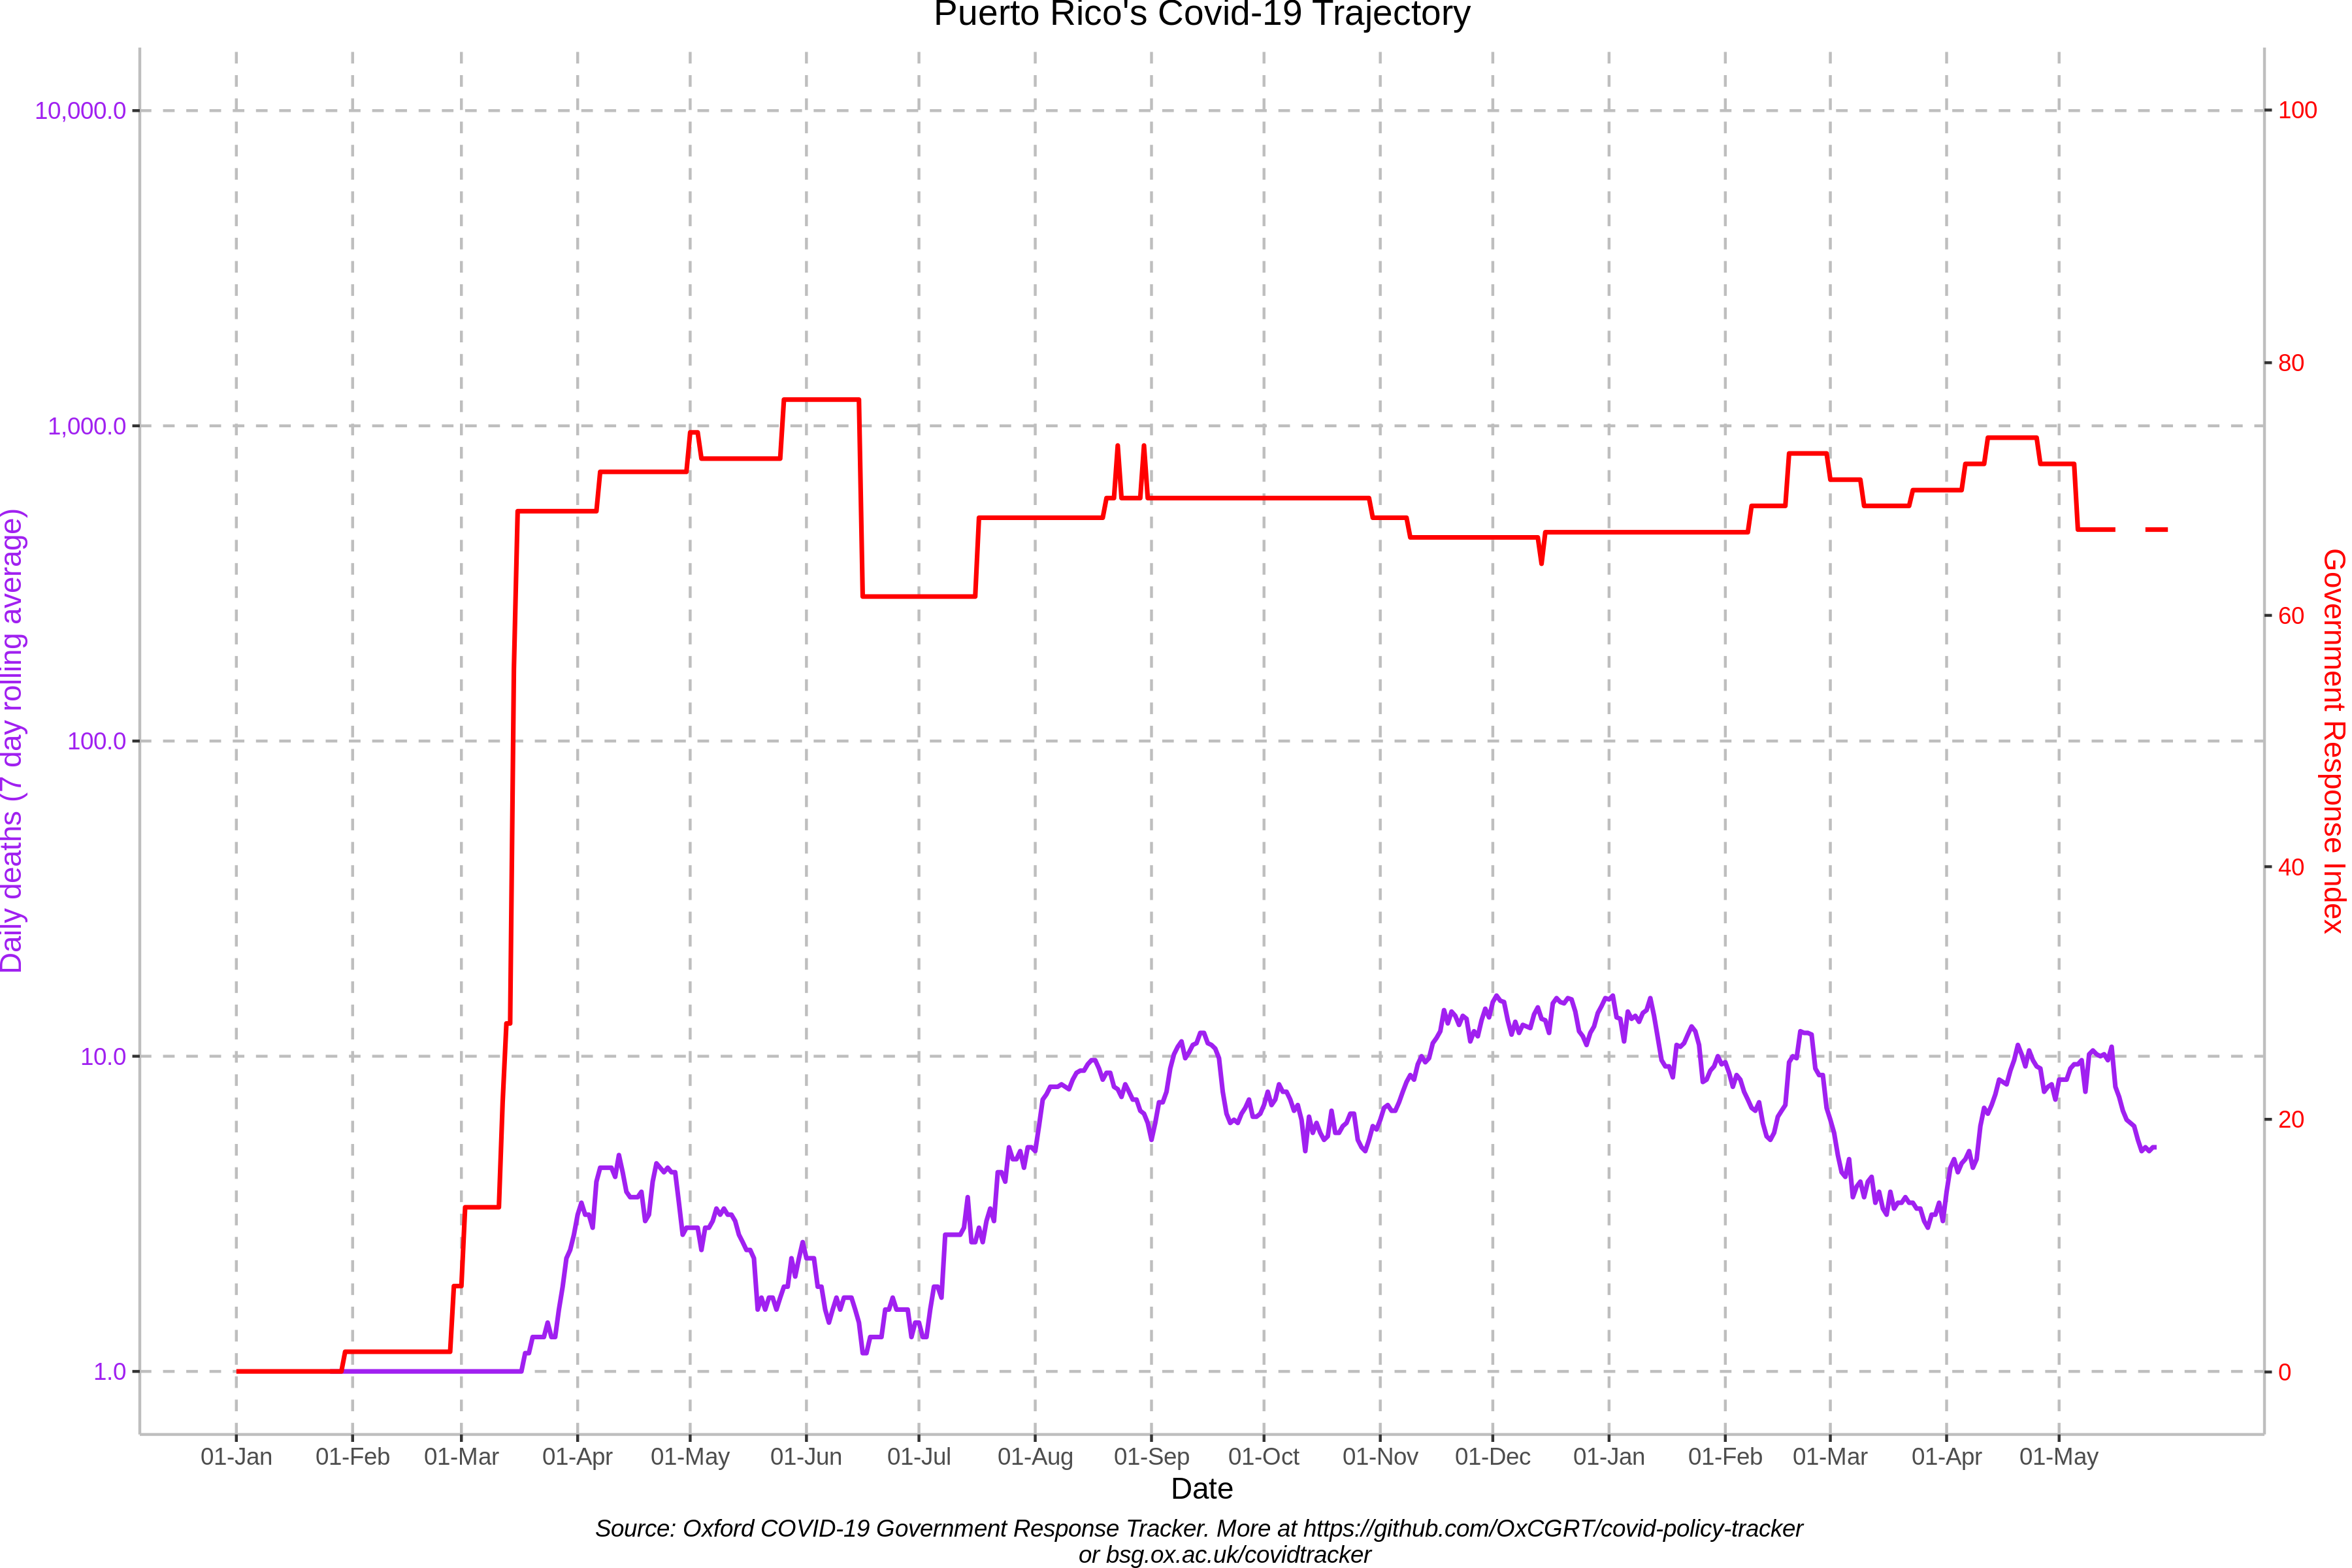 Puerto Rico's Covid-19 Trajectory
10,000.0
1,000.0
100.0
10.0
1.0
Daily deaths (7 day rolling average)
100
80
60
40
20
0
Government Response Index
01-Jan 01-Feb 01-Mar 01-Apr 01-May 01-Jun 01-Jul 01-Aug 01-Sep 01-Oct 01-Nov 01-Dec 01-Jan 01-Feb 01-Mar 01-Apr 01-May
Date
Source: Oxford COVID-19 Government Response Tracker. More at https://github.com/OxCGRT/covid-policy-tracker
or bsg.ox.ac.uk/covidtracker